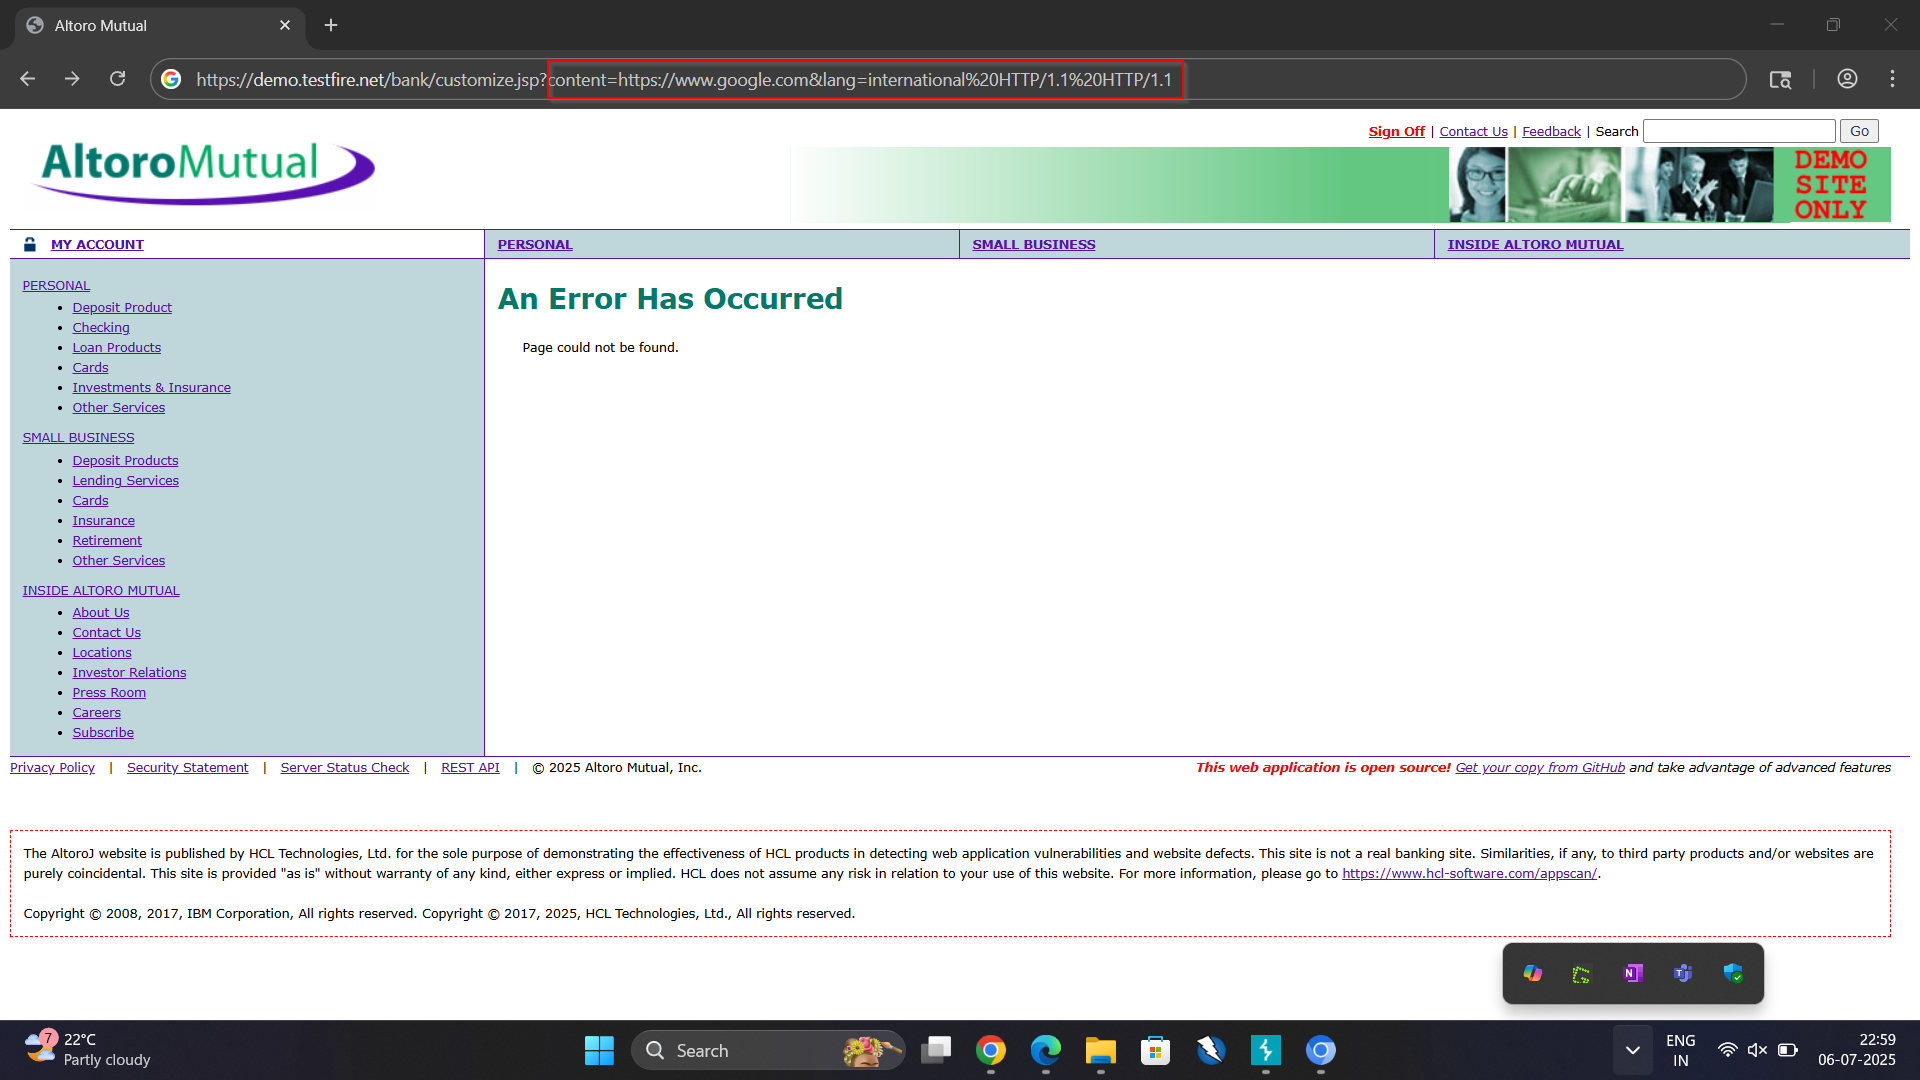 Altoro Mutual
https://demo.testfire.net/bank/customize.jsp?content=https://www.google.com&lang=international%20HTTP/1.1%20HTTP/1.1
Sign Off | Contact Us | Feedback | Search
Go
AltoroMutual
DEMO
SITE
ONLY
MY ACCOUNT
PERSONAL
SMALL BUSINESS
INSIDE ALTORO MUTUAL
PERSONAL
Deposit Product
Checking
Loan Products
Cards
Investments & Insurance
Other Services
SMALL BUSINESS
Deposit Products
Lending Services
Cards
Insurance
Retirement
Other Services
INSIDE ALTORO MUTUAL
About Us
Contact Us
Locations
Investor Relations
Press Room
Careers
Subscribe
An Error Has Occurred
Page could not be found.
Privacy Policy | Security Statement | Server Status Check | REST API | © 2025 Altoro Mutual, Inc.
This web application is open source! Get your copy from GitHub and take advantage of advanced features
The AltoroJ website is published by HCL Technologies, Ltd. for the sole purpose of demonstrating the effectiveness of HCL products in detecting web application vulnerabilities and website defects. This site is not a real banking site. Similarities, if any, to third party products and/or websites are
purely coincidental. This site is provided "as is" without warranty of any kind, either express or implied. HCL does not assume any risk in relation to your use of this website. For more information, please go to https://www.hcl-software.com/appscan/.
Copyright © 2008, 2017, IBM Corporation, All rights reserved. Copyright © 2017, 2025, HCL Technologies, Ltd., All rights reserved.
7
22°C
Partly cloudy
Search
ENG
IN
22:59
06-07-2025